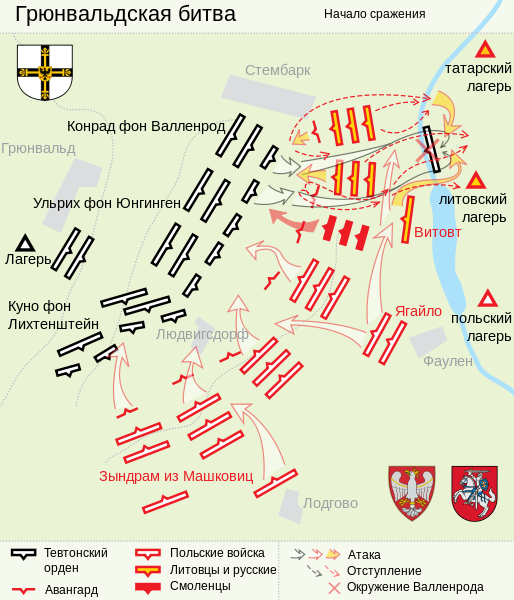 Грюнвальдская битва
Начало сражения
Стембарк
татарский
лагерь
Конрад фон Валленрод
Грюнвальд
Ульрих фон Юнгинген
литовский
лагерь
Витовт
Лагерь
Куно фон
Лихтенштейн
Людвигсдорф
Ягайло
польский
лагерь
Фаулен
Зындрам из Машковиц
Лодгово
Тевтонский
орден
Авангард
Польские войска
Литовцы и русские
Смоленцы
Атака
Отступление
Окружение Валленрода